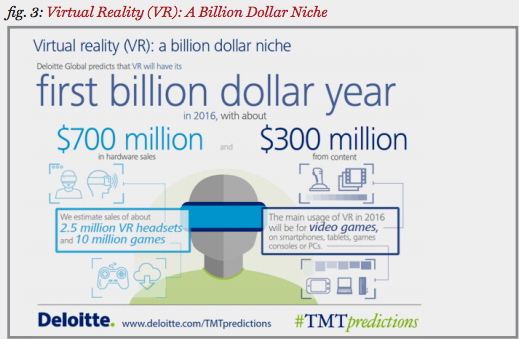 fig. 3: Virtual Reality (VR): A Billion Dollar Niche
Virtual reality (VR): a billion dollar niche
Deloitte Global predicts that VR will have its
first billion dollar year
in 2016, with about
$700 million
in hardware sales
and
$300 million
from content
We estimate sales of about
2.5 million VR headsets
and 10 million games
The main usage of VR in 2016
will be for video games,
on smartphones, tablets, games
consoles or PCs.
Deloitte.
www.deloitte.com/TMTpredictions
#TMTpredictions